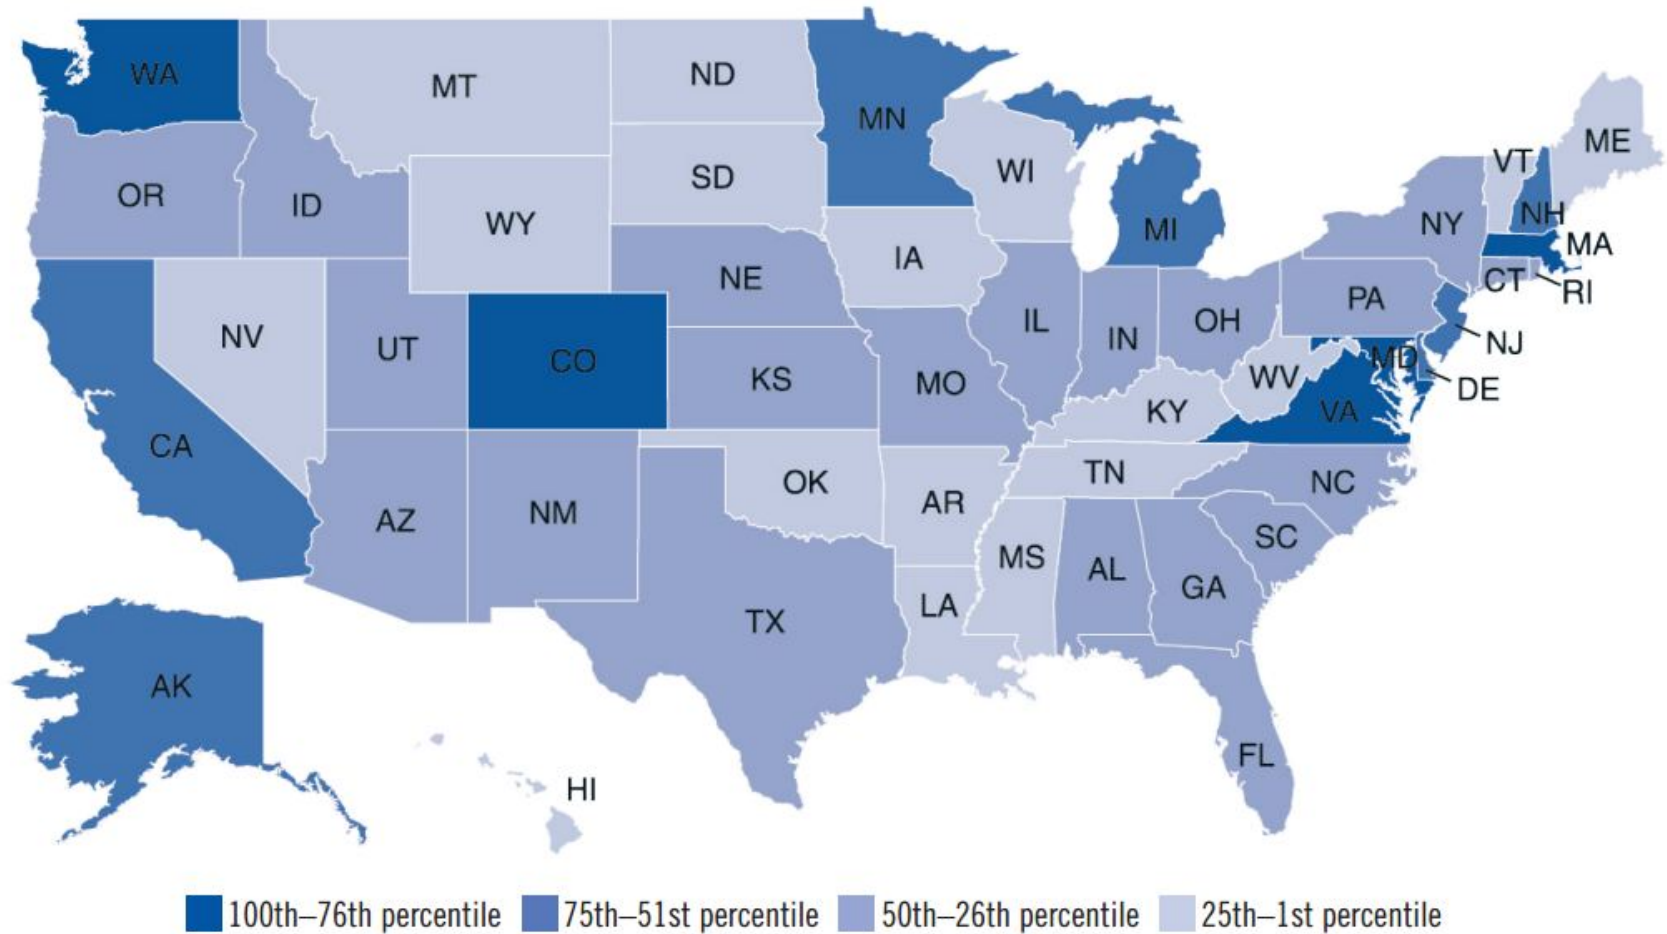 WA
MT
ND
MN
OR
ID
WY
SD
WI
MI
VT
ME
NH
NY
MA
CT
RI
NV
UT
CO
NE
IA
IL
IN
OH
PA
NJ
MD
DE
CA
KS
MO
KY
WV
VA
AZ
NM
OK
AR
TN
NC
TX
LA
MS
AL
GA
SC
FL
AK
HI
100th–76th percentile
75th–51st percentile
50th–26th percentile
25th–1st percentile